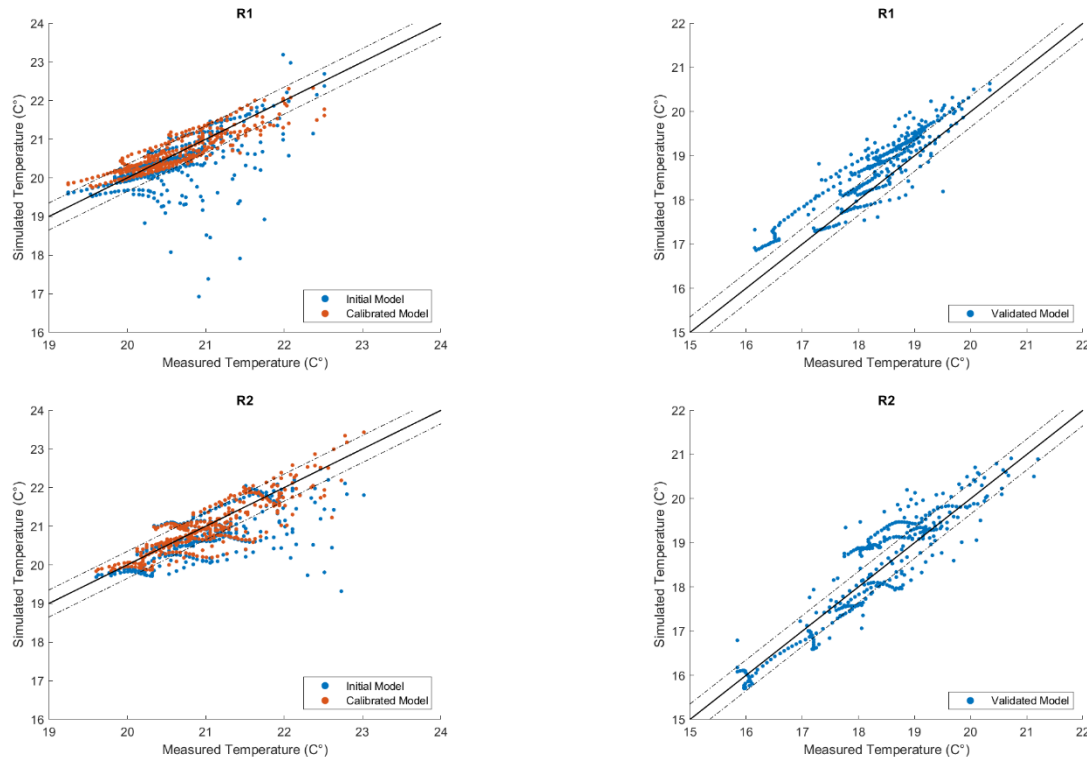 R1
24
23
22
21
20
19
18
17
16
Simulated Temperature (C°)
19 20 21 22 23 24
Measured Temperature (C°)
Initial Model
Calibrated Model
R1
22
21
20
19
18
17
16
15
Simulated Temperature (C°)
15 16 17 18 19 20 21 22
Measured Temperature (C°)
Validated Model
R2
24
23
22
21
20
19
18
17
16
Simulated Temperature (C°)
19 20 21 22 23 24
Measured Temperature (C°)
Initial Model
Calibrated Model
R2
22
21
20
19
18
17
16
15
Simulated Temperature (C°)
15 16 17 18 19 20 21 22
Measured Temperature (C°)
Validated Model